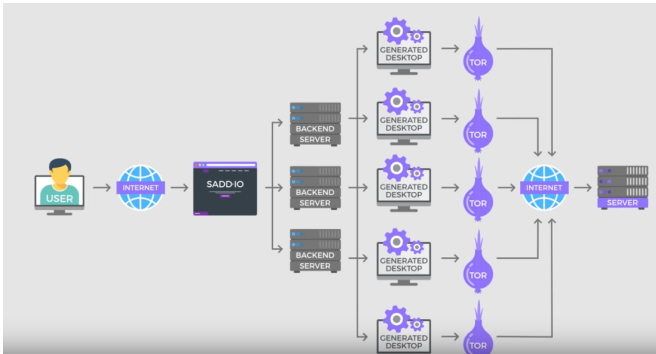 USER
INTERNET
SADD·IO
BACKEND
SERVER
BACKEND
SERVER
BACKEND
SERVER
GENERATED
DESKTOP
GENERATED
DESKTOP
GENERATED
DESKTOP
GENERATED
DESKTOP
GENERATED
DESKTOP
TOR
TOR
TOR
TOR
TOR
INTERNET
SERVER